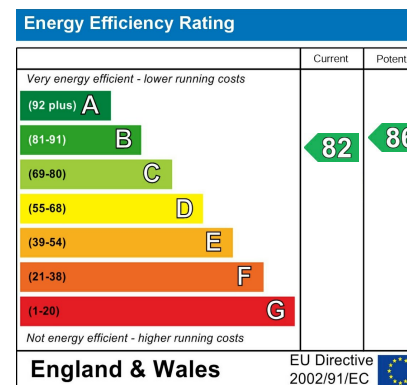 Energy Efficiency Rating
Current Potent
Very energy efficient - lower running costs
(92 plus) A
(81-91) B
82 86
(69-80) C
(55-68) D
(39-54) E
(21-38) F
(1-20) G
Not energy efficient - higher running costs
England & Wales
EU Directive
2002/91/EC